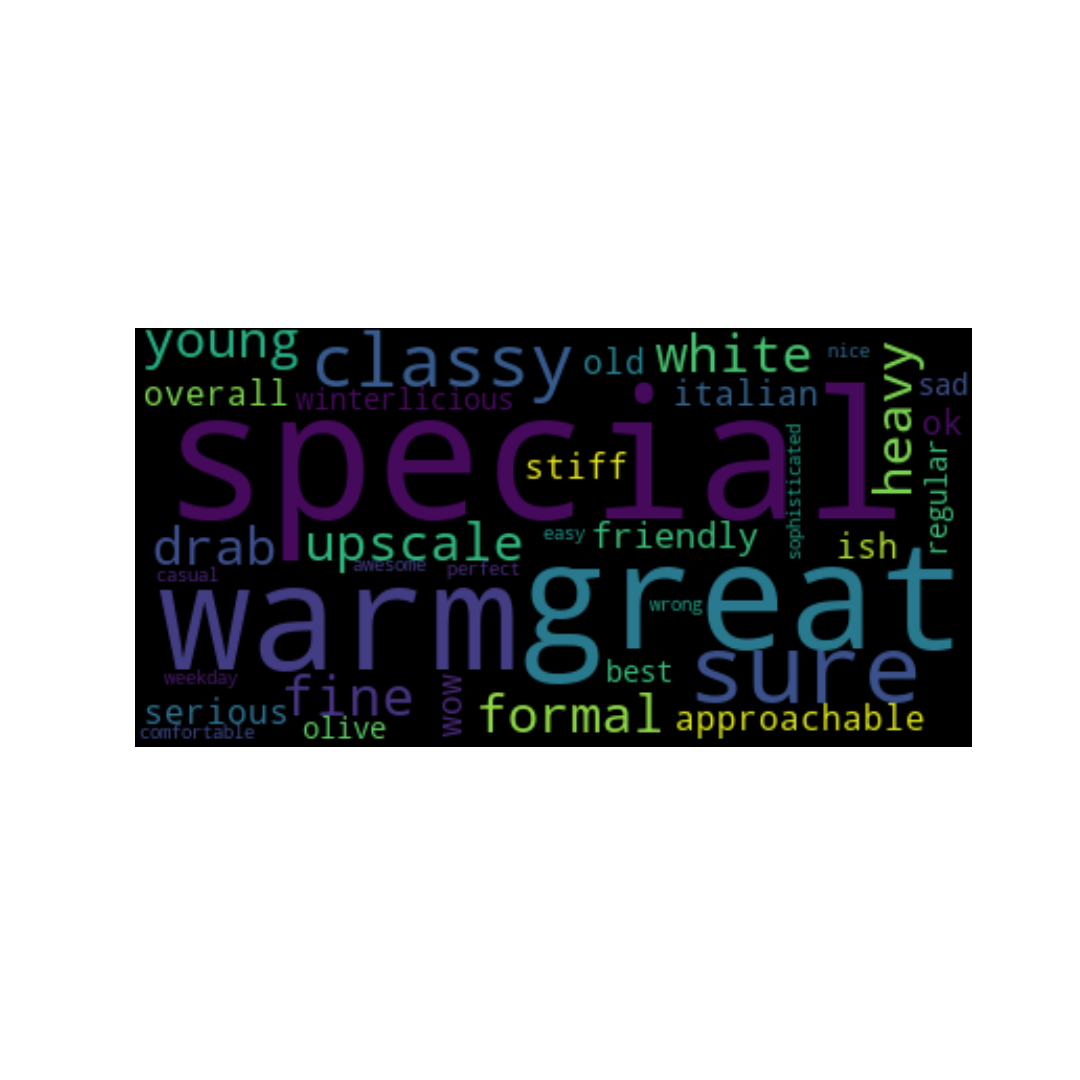 young
classy
old
white
nice
overall
winterlicious
italian
heavy
sad
ok
special
stiff
sophisticated
regular
drab
upscale
easy
friendly
ish
casual
awesome
perfect
warm
great
wrong
weekday
fine
wow
best
sure
serious
olive
formal
approachable
comfortable